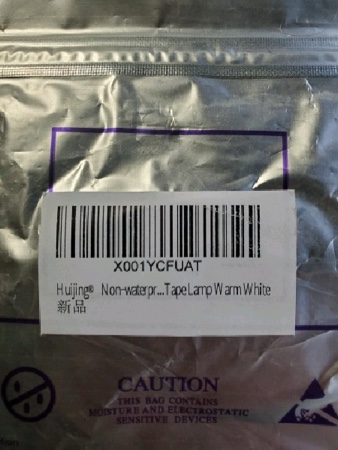 X001YCFUAT
Huijing® Non-waterpr...Tape Lamp Warm White
新品
CAUTION
THIS BAG CONTAINS
MOISTURE AND ELECTROSTATIC
SENSITIVE DEVICES